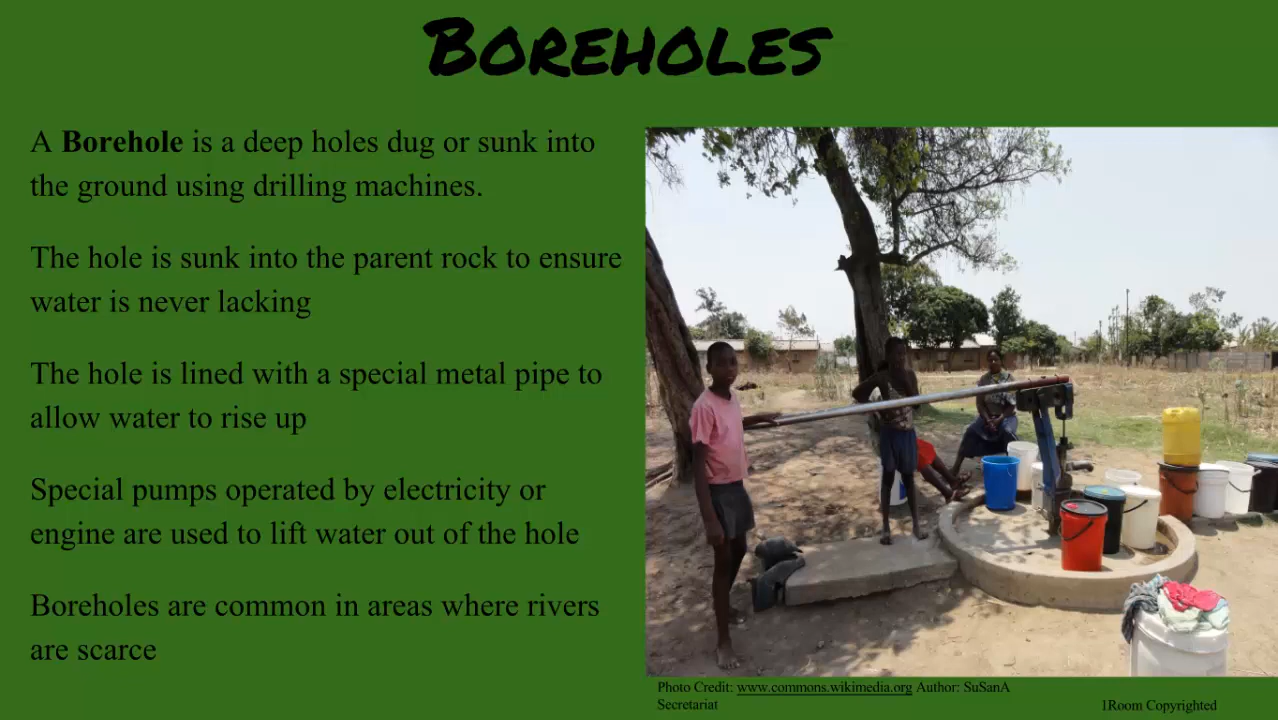 BOREHOLES
A Borehole is a deep holes dug or sunk into
the ground using drilling machines.
The hole is sunk into the parent rock to ensure
water is never lacking
The hole is lined with a special metal pipe to
allow water to rise up
Special pumps operated by electricity or
engine are used to lift water out of the hole
Boreholes are common in areas where rivers
are scarce
Photo Credit: www.commons.wikimedia.org Author: SuSanA
Secretariat
1Room Copyrighted